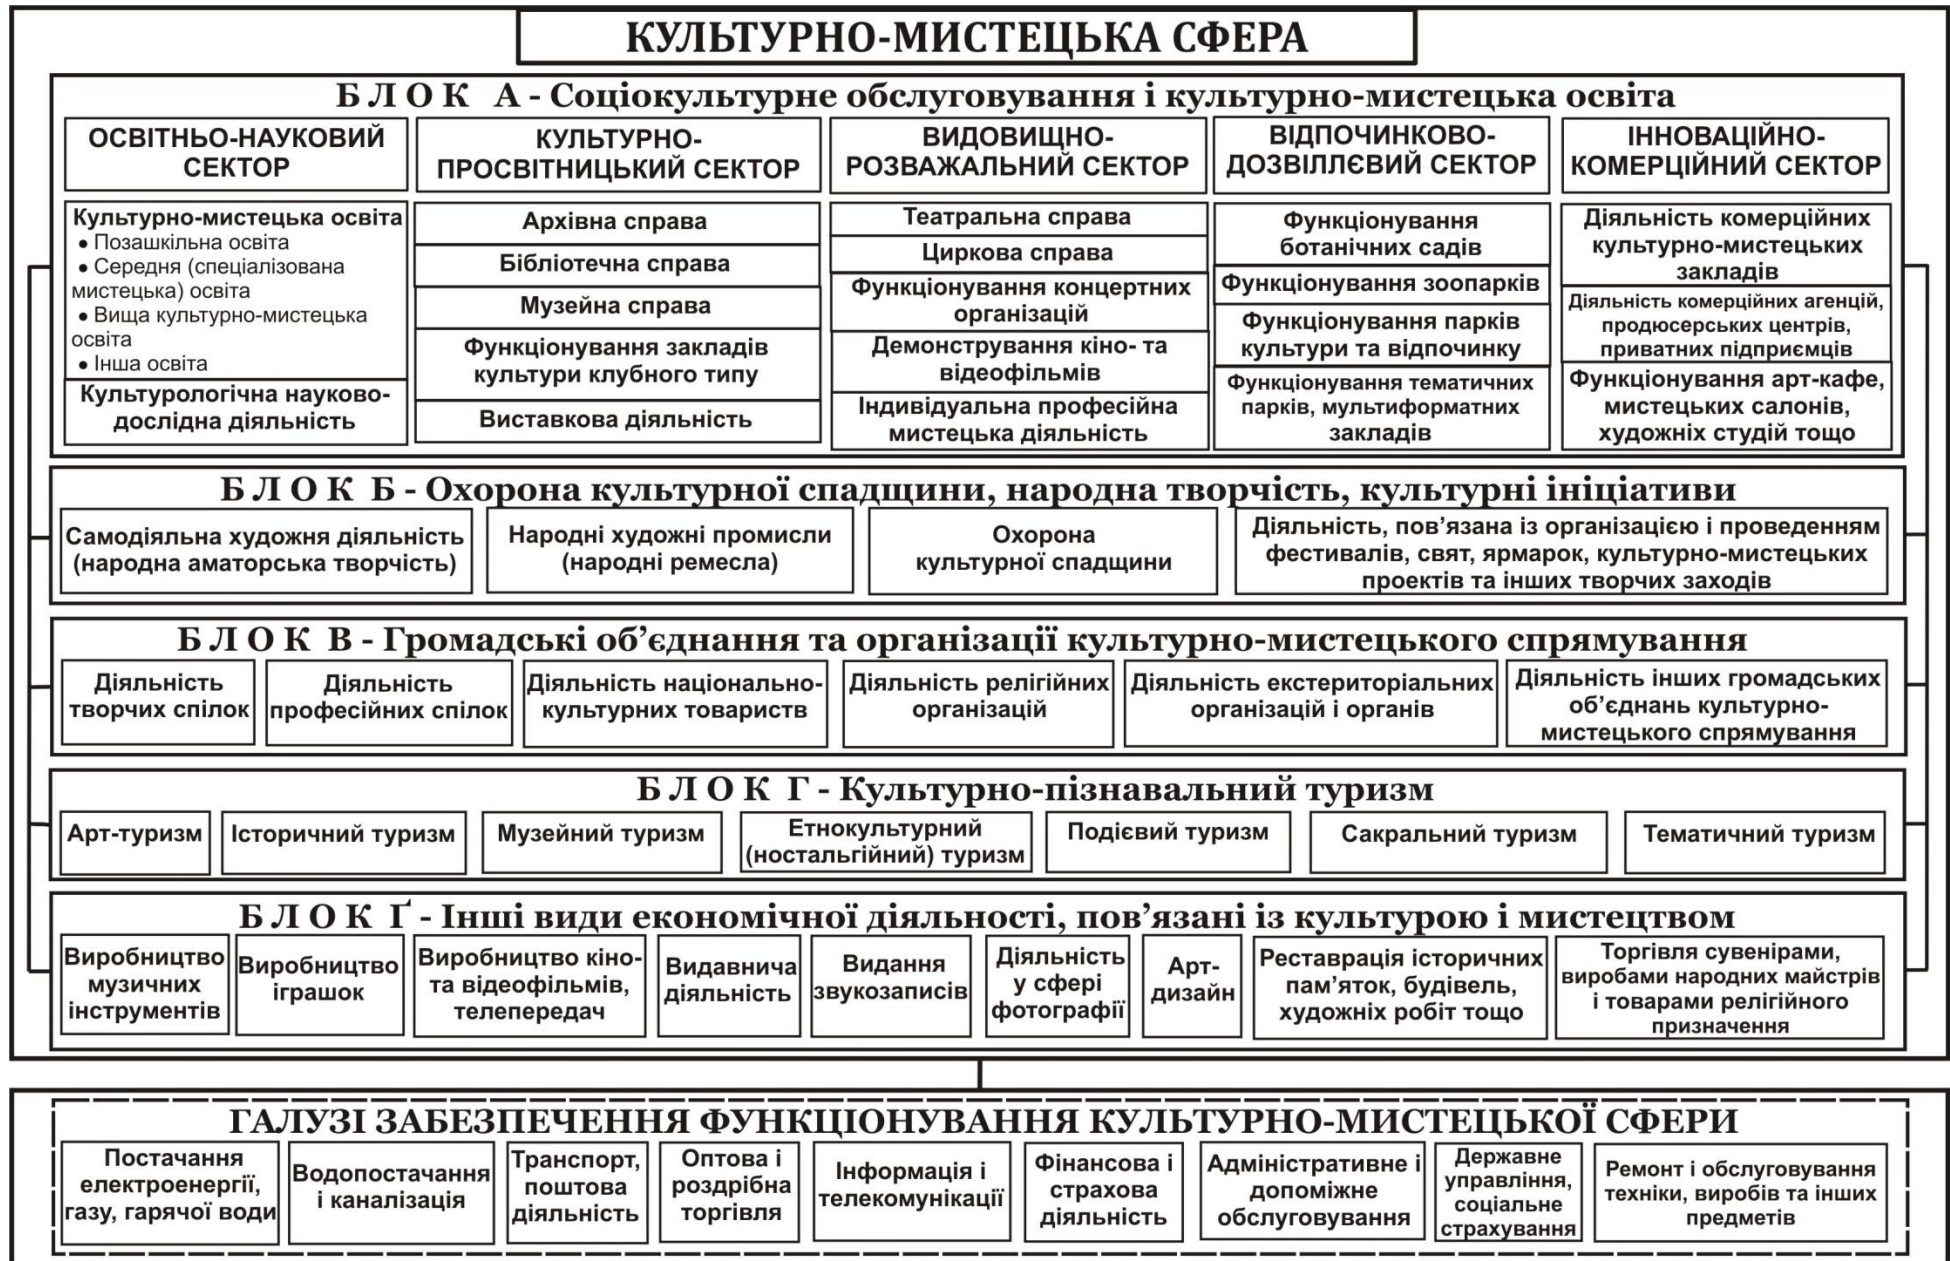 КУЛЬТУРНО-МИСТЕЦЬКА СФЕРА
Б Л О К А - Соціокультурне обслуговування і культурно-мистецька освіта
ОСВІТНЬО-НАУКОВИЙ
СЕКТОР
Культурно-мистецька освіта
● Позашкільна освіта
● Середня (спеціалізована
мистецька) освіта
● Вища культурно-мистецька
освіта
● Інша освіта
Культурологічна науково-
дослідна діяльність
КУЛЬТУРНО-
ПРОСВІТНИЦЬКИЙ СЕКТОР
Архівна справа
Бібліотечна справа
Музейна справа
Функціонування закладів
культури клубного типу
Виставкова діяльність
ВИДОВИЩНО-
РОЗВАЖАЛЬНИЙ СЕКТОР
Театральна справа
Циркова справа
Функціонування концертних
організацій
Демонстрування кіно- та
відеофільмів
Індивідуальна професійна
мистецька діяльність
ВІДПОЧИНКОВО-
ДОЗВІЛЛЄВИЙ СЕКТОР
Функціонування
ботанічних садів
Функціонування зоопарків
Функціонування парків
культури та відпочинку
Функціонування тематичних
парків, мультиформатних
закладів
ІННОВАЦІЙНО-
КОМЕРЦІЙНИЙ СЕКТОР
Діяльність комерційних
культурно-мистецьких
закладів
Діяльність комерційних агенцій,
продюсерських центрів,
приватних підприємців
Функціонування арт-кафе,
мистецьких салонів,
художніх студій тощо
Б Л О К Б - Охорона культурної спадщини, народна творчість, культурні ініціативи
Самодіяльна художня діяльність
(народна аматорська творчість)
Народні художні промисли
(народні ремесла)
Охорона
культурної спадщини
Діяльність, пов’язана із організацією і проведенням
фестивалів, свят, ярмарок, культурно-мистецьких
проектів та інших творчих заходів
Б Л О К В - Громадські об’єднання та організації культурно-мистецького спрямування
Діяльність
творчих спілок
Діяльність
професійних спілок
Діяльність національно-
культурних товариств
Діяльність релігійних
організацій
Діяльність екстериторіальних
організацій і органів
Діяльність інших громадських
об’єднань культурно-
мистецького спрямування
Б Л О К Г - Культурно-пізнавальний туризм
Арт-туризм
Історичний туризм
Музейний туризм
Етнокультурний
(ностальгійний) туризм
Подієвий туризм
Сакральний туризм
Тематичний туризм
Б Л О К Ґ - Інші види економічної діяльності, пов’язані із культурою і мистецтвом
Виробництво
музичних
інструментів
Виробництво
іграшок
Виробництво кіно-
та відеофільмів,
телепередач
Видавнича
діяльність
Видання
звукозаписів
Діяльність
у сфері
фотографії
Арт-
дизайн
Реставрація історичних
пам’яток, будівель,
художніх робіт тощо
Торгівля сувенірами,
виробами народних майстрів
і товарами релігійного
призначення
ГАЛУЗІ ЗАБЕЗПЕЧЕННЯ ФУНКЦІОНУВАННЯ КУЛЬТУРНО-МИСТЕЦЬКОЇ СФЕРИ
Постачання
електроенергії,
газу, гарячої води
Водопостачання
і каналізація
Транспорт,
поштова
діяльність
Оптова і
роздрібна
торгівля
Інформація і
телекомунікації
Фінансова і
страхова
діяльність
Адміністративне і
допоміжне
обслуговування
Державне
управління,
соціальне
страхування
Ремонт і обслуговування
техніки, виробів та інших
предметів